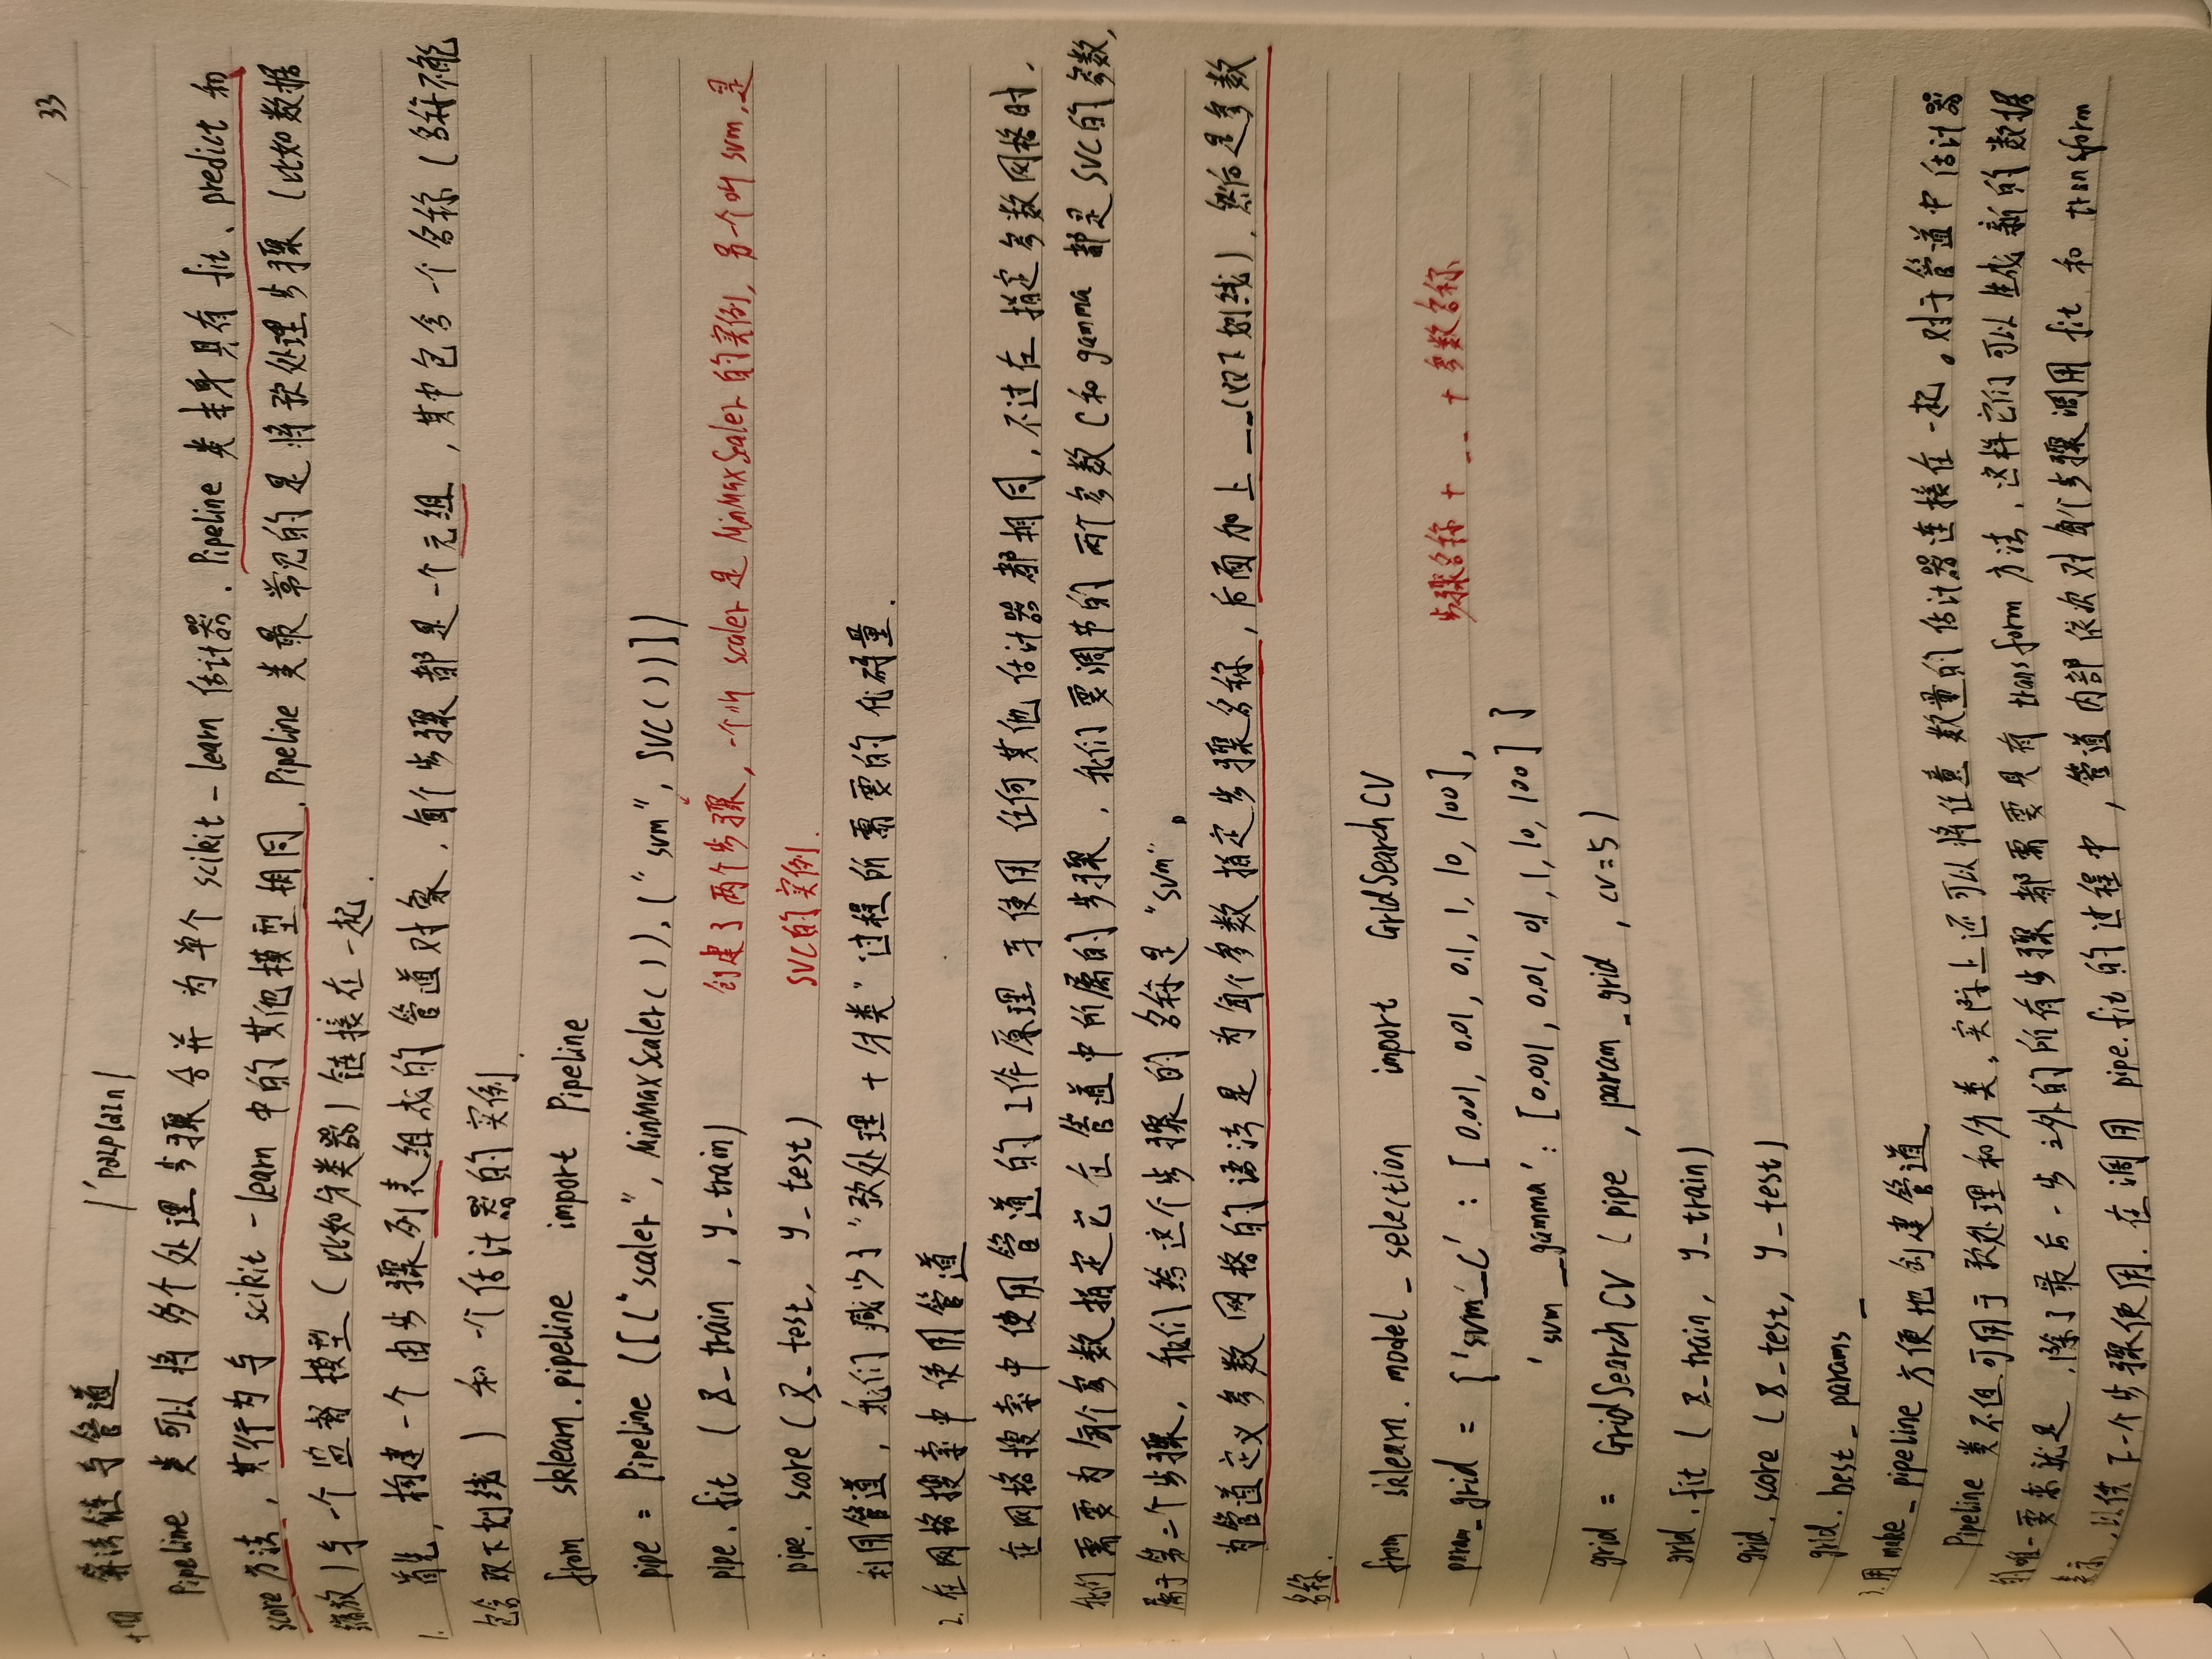 33
十四 算法链与管道 /'paɪplaɪn/
Pipeline 类可以将多个处理步骤合并为单个 scikit-learn 估计器. Pipeline 类本身具有 fit、predict 和
score 方法, 其行为与 scikit-learn 中的其他模型相同. Pipeline 类最常见的是将预处理步骤 (比如数据
缩放) 与一个监督模型 (比如分类器) 链接在一起.
1. 首先, 构建一个由步骤列表组成的管道对象, 每个步骤都是一个元组, 其中包含一个名称 (名称不能
包含双下划线) 和一个估计器的实例
from sklearn.pipeline import Pipeline
pipe = Pipeline ([("scaler", MinMaxScaler()), ("svm", SVC())])
pipe.fit (X_train, y_train) 创建了两个步骤, 一个叫 scaler 是 MinMaxScaler 的实例, 另一个叫 svm, 是
pipe.score (X_test, y_test) SVC的实例.
利用管道, 我们减少了"预处理+分类"过程所需要的代码量.
2. 在网格搜索中使用管道
在网格搜索中使用管道的工作原理与使用任何其他估计器都相同, 不过在指定参数网格时,
我们需要为每个参数指定它在管道中所属的步骤, 我们要调节的两个参数 C 和 gamma 都是 SVC 的参数,
属于第二个步骤, 我们给这个步骤的名称是"svm"。
为管道定义参数网格的语法是为每个参数指定步骤名称, 后面加上__(双下划线), 然后是参数
名称.
from sklearn.model_selection import GridSearchCV
param_grid = {'svm__C': [0.001, 0.01, 0.1, 1, 10, 100], 步骤名称 + __ + 参数名称
'svm__gamma': [0.001, 0.01, 0.1, 1, 10, 100]}
grid = GridSearchCV (pipe, param_grid, cv=5)
grid.fit (X_train, y_train)
grid.score (X_test, y_test)
grid.best_params_
3. 用 make_pipeline 方便地创建管道
Pipeline 类不但可用于预处理和分类, 实际上还可以将任意数量的估计器连接在一起。对于管道中估计器
的唯一要求就是, 除了最后一步之外的所有步骤都需要具有 transform 方法, 这样它们可以生成新的数据
表示, 以供下一个步骤使用. 在调用 pipe.fit 的过程中, 管道内部依次对每个步骤调用 fit 和 transform